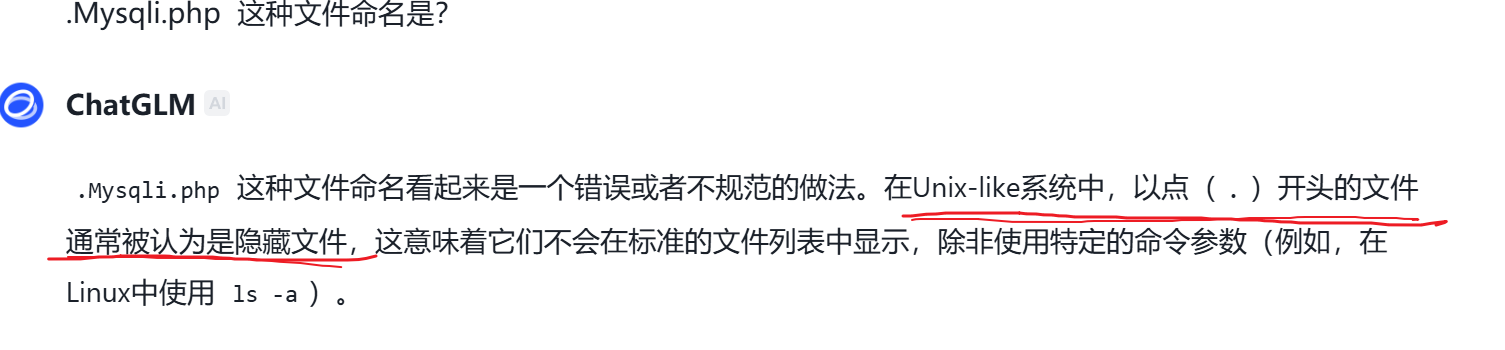 .Mysqli.php 这种文件命名是?
ChatGLM AI
.Mysqli.php 这种文件命名看起来是一个错误或者不规范的做法。在Unix-like系统中，以点（ . ）开头的文件
通常被认为是隐藏文件，这意味着它们不会在标准的文件列表中显示，除非使用特定的命令参数（例如，在
Linux中使用 ls -a ）。